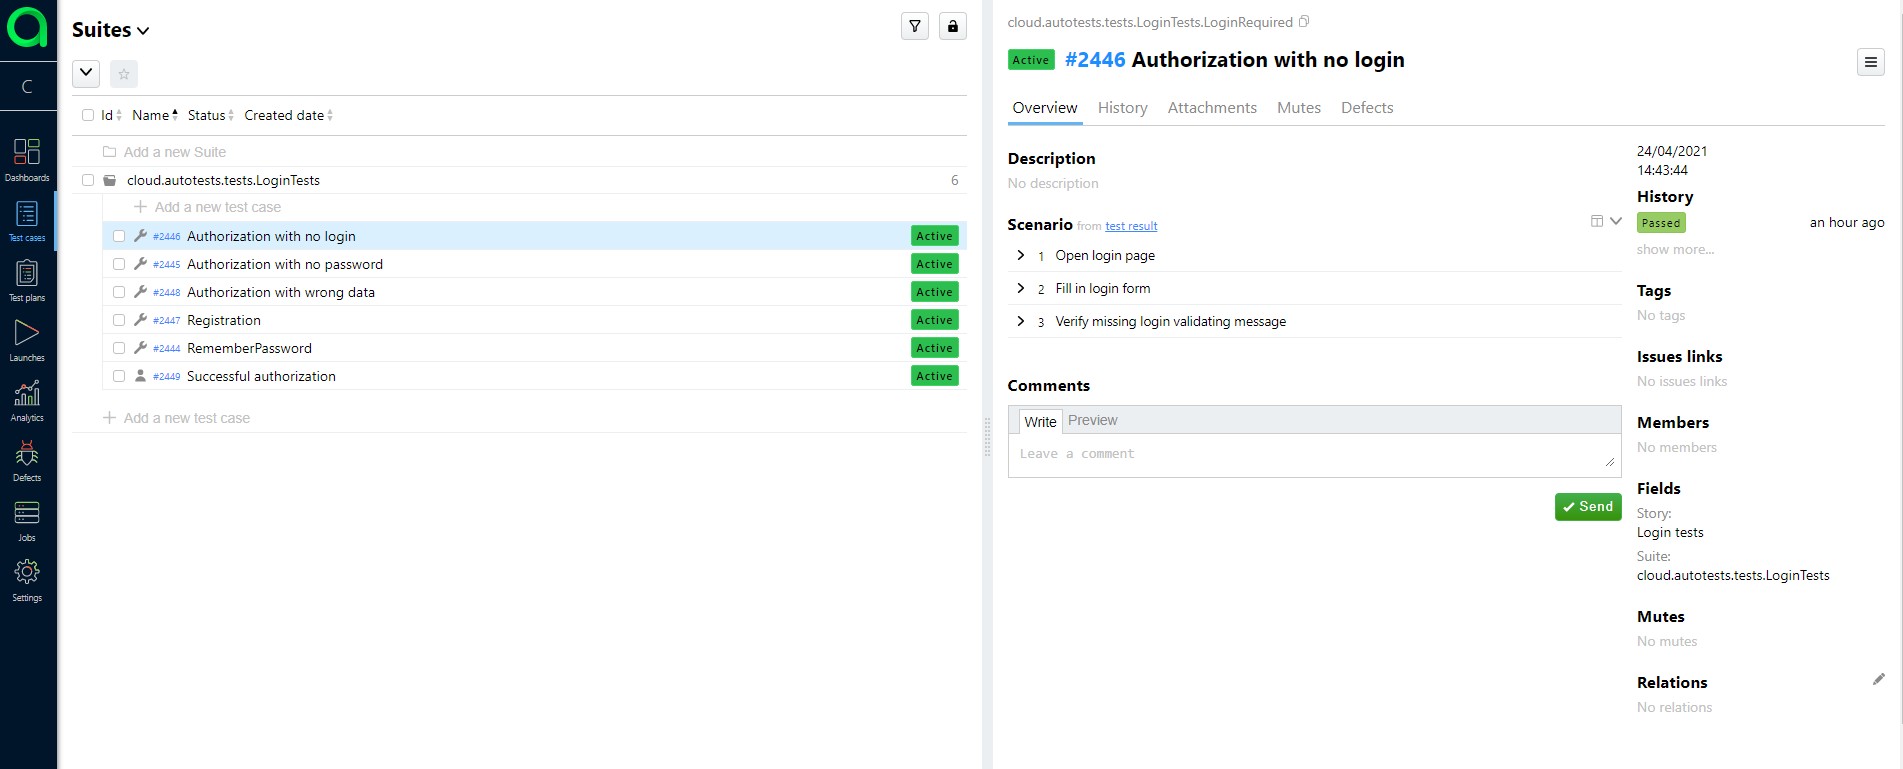 C
Dashboards
Test cases
Test plans
Launches
Analytics
Defects
Jobs
Settings
Suites
Id Name Status Created date
Add a new Suite
cloud.autotests.tests.LoginTests 6
Add a new test case
#2446 Authorization with no login Active
#2445 Authorization with no password Active
#2448 Authorization with wrong data Active
#2447 Registration Active
#2444 RememberPassword Active
#2449 Successful authorization Active
Add a new test case
cloud.autotests.tests.LoginTests.LoginRequired
Active #2446 Authorization with no login
Overview History Attachments Mutes Defects
Description
No description
Scenario from test result
1 Open login page
2 Fill in login form
3 Verify missing login validating message
Comments
Write Preview
Leave a comment
Send
24/04/2021
14:43:44
History
Passed an hour ago
show more...
Tags
No tags
Issues links
No issues links
Members
No members
Fields
Story:
Login tests
Suite:
cloud.autotests.tests.LoginTests
Mutes
No mutes
Relations
No relations